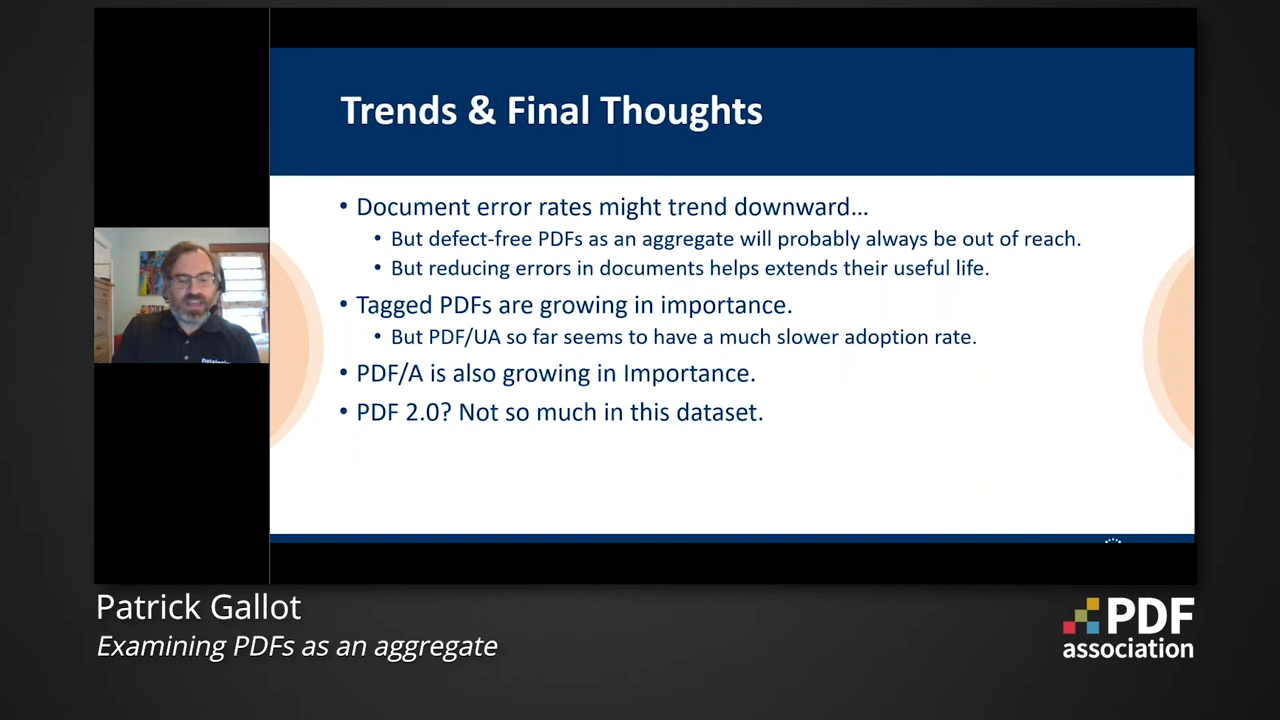 Trends & Final Thoughts
• Document error rates might trend downward…
• But defect-free PDFs as an aggregate will probably always be out of reach.
• But reducing errors in documents helps extends their useful life.
• Tagged PDFs are growing in importance.
• But PDF/UA so far seems to have a much slower adoption rate.
• PDF/A is also growing in Importance.
• PDF 2.0? Not so much in this dataset.
Patrick Gallot
Examining PDFs as an aggregate
PDF
association